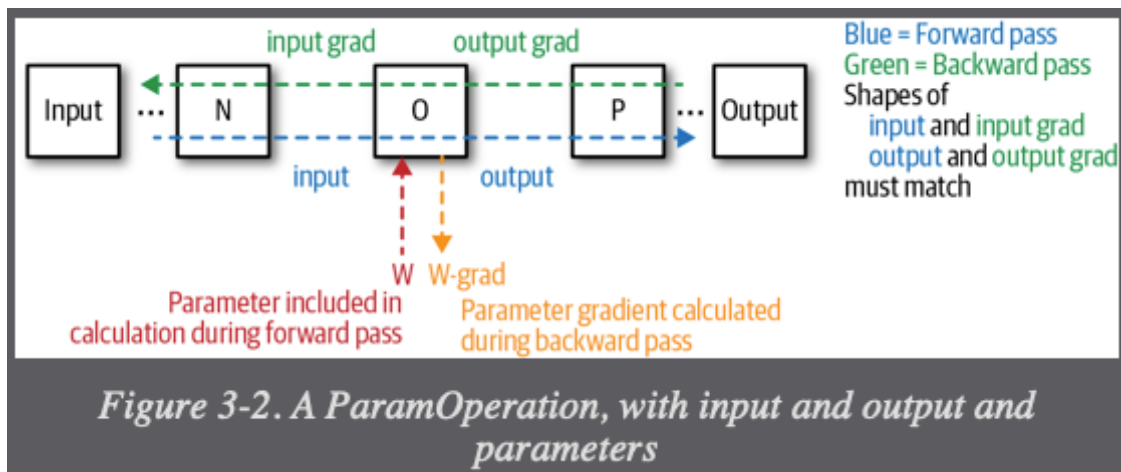 input grad output grad
Input ... N O P ... Output
input output
W W-grad
Parameter included in
calculation during forward pass
Parameter gradient calculated
during backward pass
Blue = Forward pass
Green = Backward pass
Shapes of
input and input grad
output and output grad
must match
Figure 3-2. A ParamOperation, with input and output and
parameters